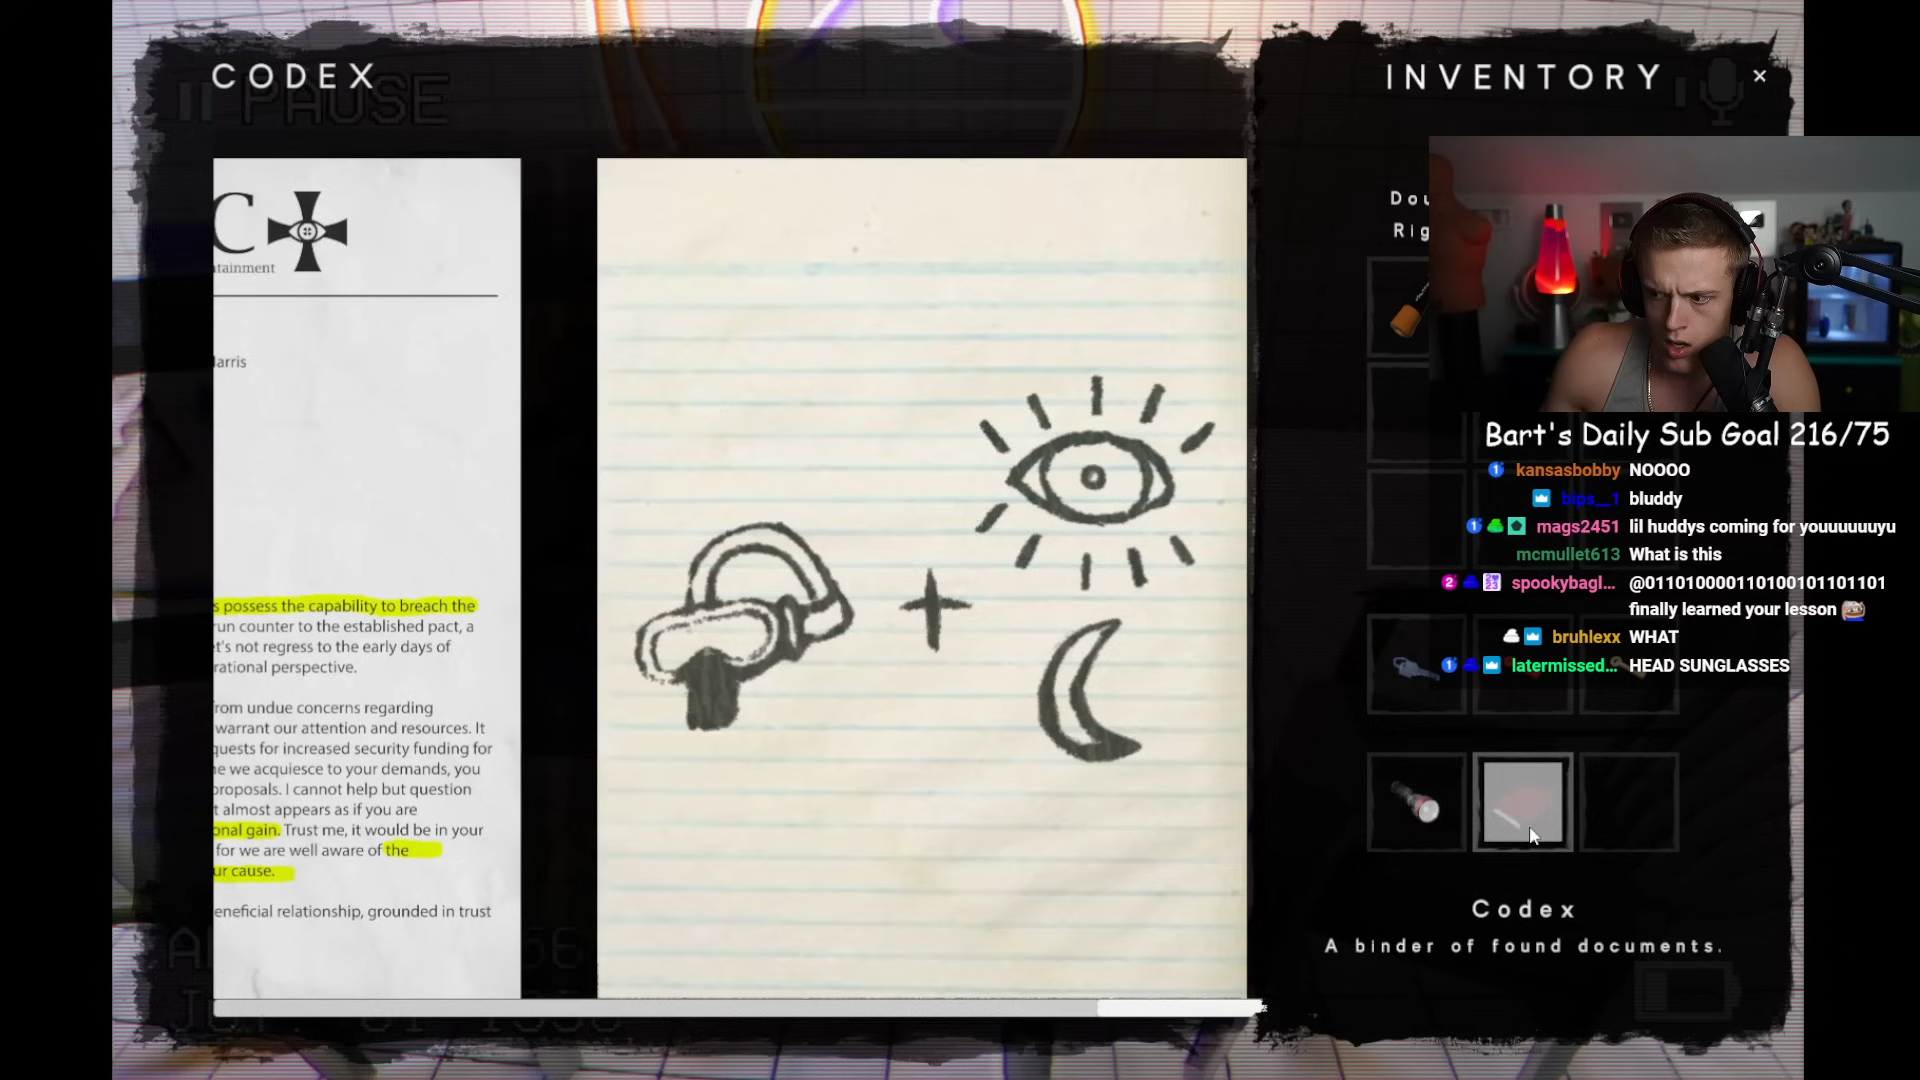 CODEX
PAUSE
INVENTORY
×
C
tainment
arris
s possess the capability to breach the
run counter to the established pact, a
t's not regress to the early days of
rational perspective.
rom undue concerns regarding
warrant our attention and resources. It
quests for increased security funding for
e we acquiesce to your demands, you
proposals. I cannot help but question
t almost appears as if you are
onal gain. Trust me, it would be in your
for we are well aware of the
ur cause.
eneficial relationship, grounded in trust
Dou
Rig
Bart's Daily Sub Goal 216/75
kansasbobby NOOOO
bips__1 bluddy
mags2451 lil huddys coming for youuuuuuyu
mcmullet613 What is this
spookybagl... @01101000011010010110 1101
finally learned your lesson
bruhlexx WHAT
latermissed... HEAD SUNGLASSES
Codex
A binder of found documents.